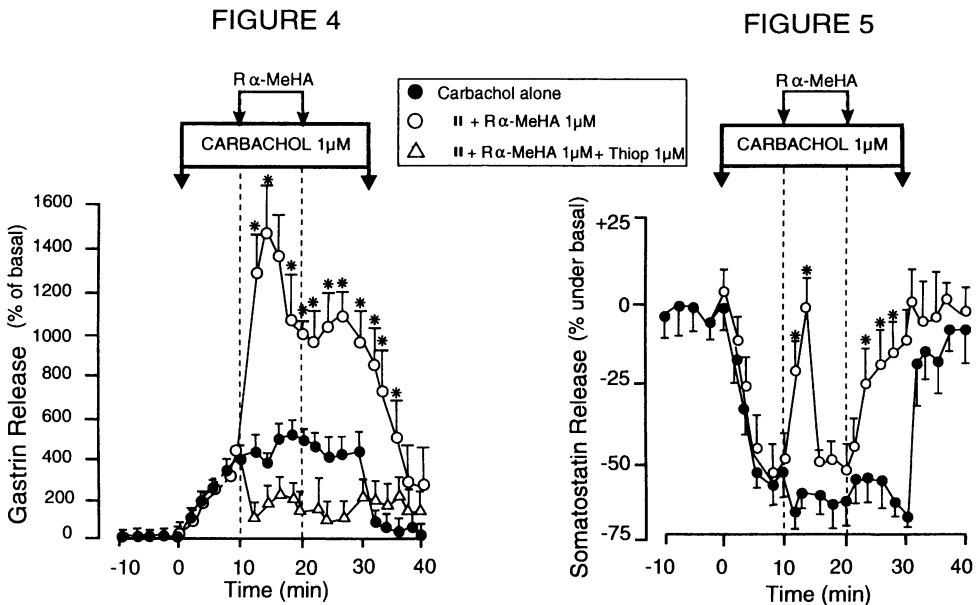 FIGURE 4
R α-MeHA
CARBACHOL 1µM
Carbachol alone
" + R α-MeHA 1µM
" + R α-MeHA 1µM + Thiop 1µM
Gastrin Release (% of basal)
1600
1400
1200
1000
800
600
400
200
0
-10 0 10 20 30 40
Time (min)
FIGURE 5
R α-MeHA
CARBACHOL 1µM
Somatostatin Release (% under basal)
+25
0
-25
-50
-75
-10 0 10 20 30 40
Time (min)